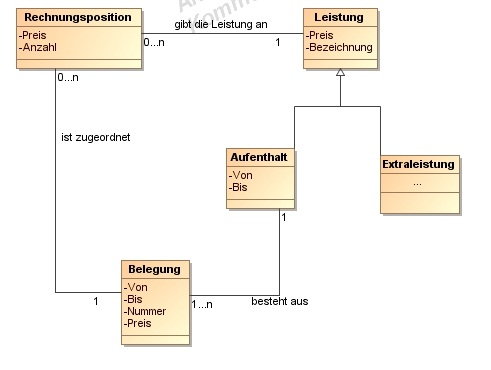 Rechnungsposition
-Preis
-Anzahl
gibt die Leistung an
0...n
1
Leistung
-Preis
-Bezeichnung
0...n
ist zugeordnet
Aufenthalt
-Von
-Bis
Extraleistung
...
1
Belegung
-Von
-Bis
-Nummer
-Preis
1
1...n
besteht aus